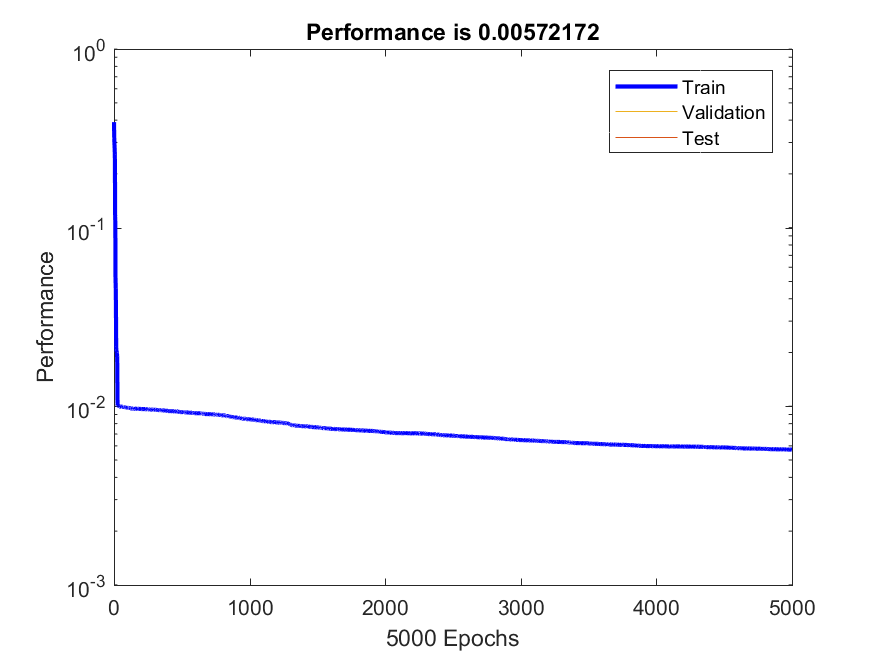 Performance is 0.00572172
10^0
Train
Validation
Test
10^-1
Performance
10^-2
10^-3
0 1000 2000 3000 4000 5000
5000 Epochs